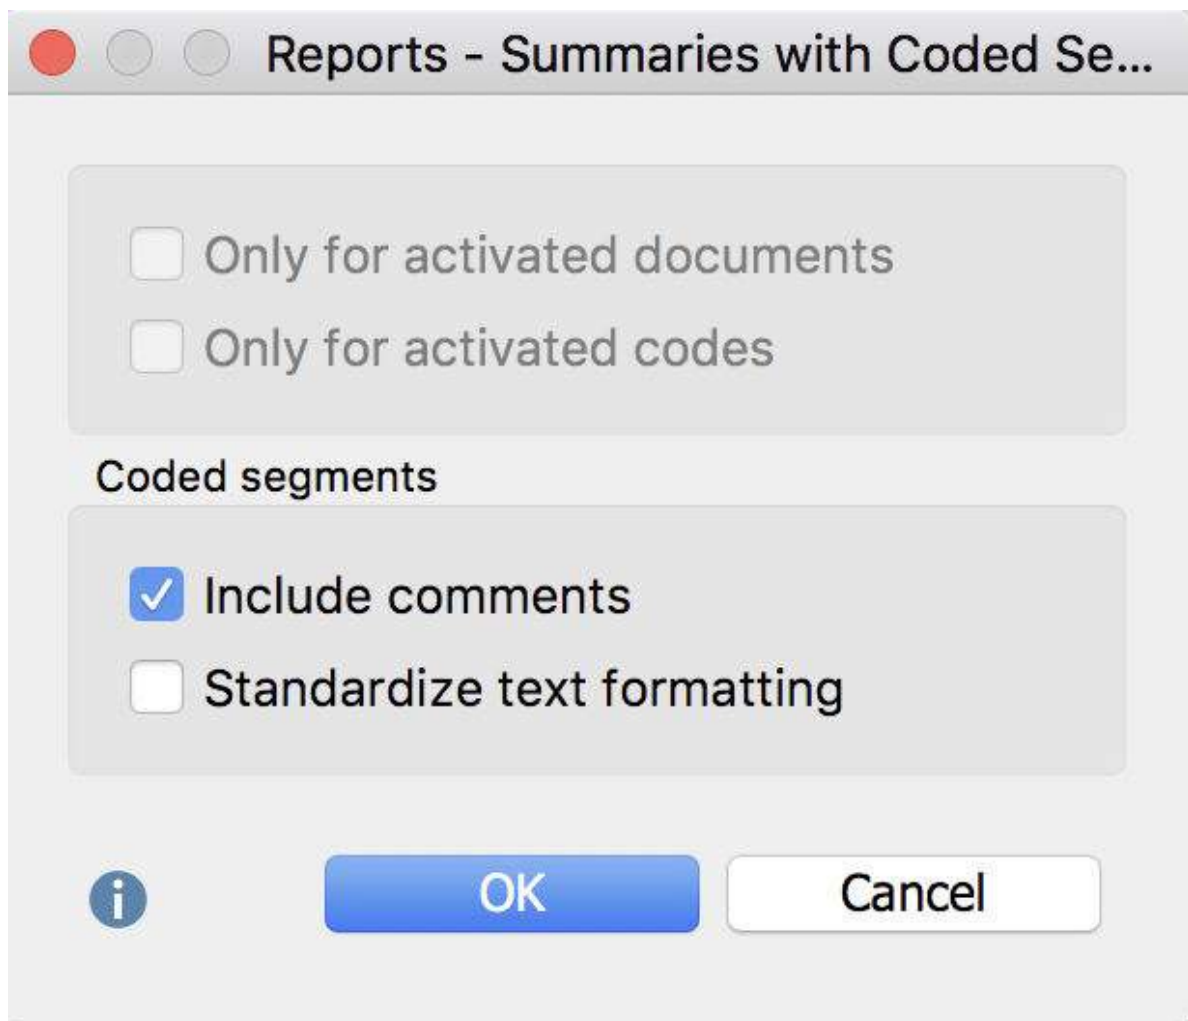 Reports - Summaries with Coded Se...
Only for activated documents
Only for activated codes
Coded segments
Include comments
Standardize text formatting
OK
Cancel